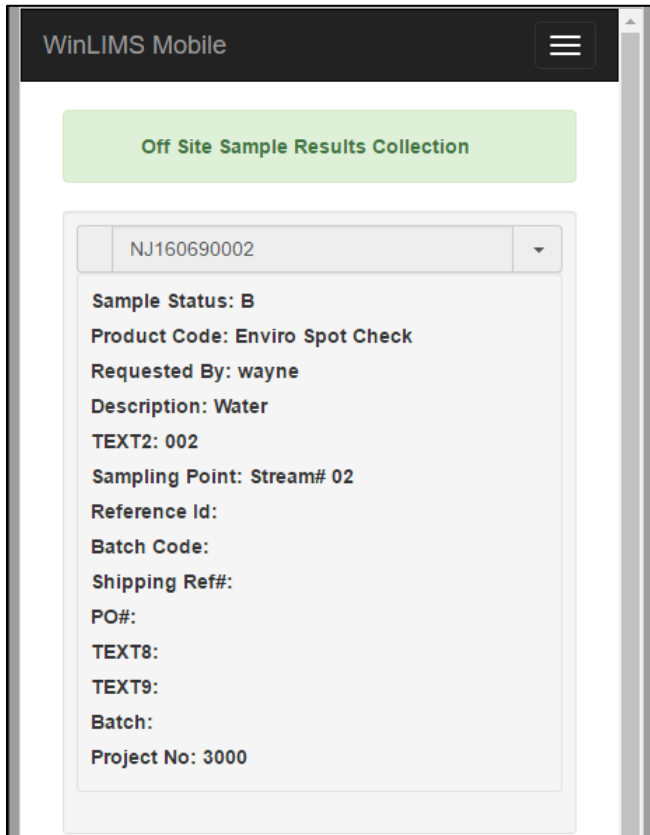 WinLIMS Mobile
Off Site Sample Results Collection
NJ160690002
Sample Status: B
Product Code: Enviro Spot Check
Requested By: wayne
Description: Water
TEXT2: 002
Sampling Point: Stream# 02
Reference Id:
Batch Code:
Shipping Ref#:
PO#:
TEXT8:
TEXT9:
Batch:
Project No: 3000